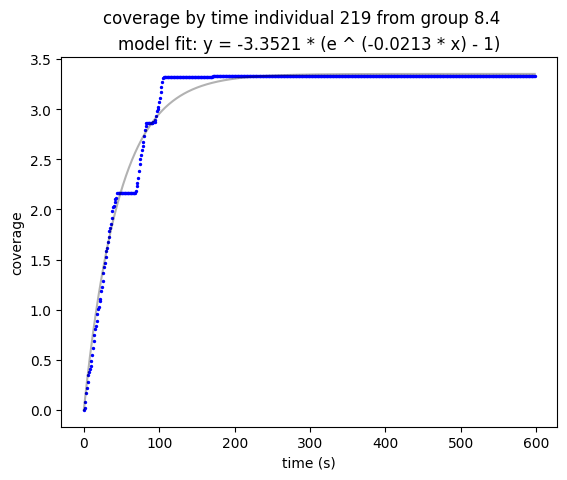 coverage by time individual 219 from group 8.4
model fit: y = -3.3521 * (e ^ (-0.0213 * x) - 1)
3.5
3.0
2.5
2.0
1.5
1.0
0.5
0.0
coverage
0 100 200 300 400 500 600
time (s)